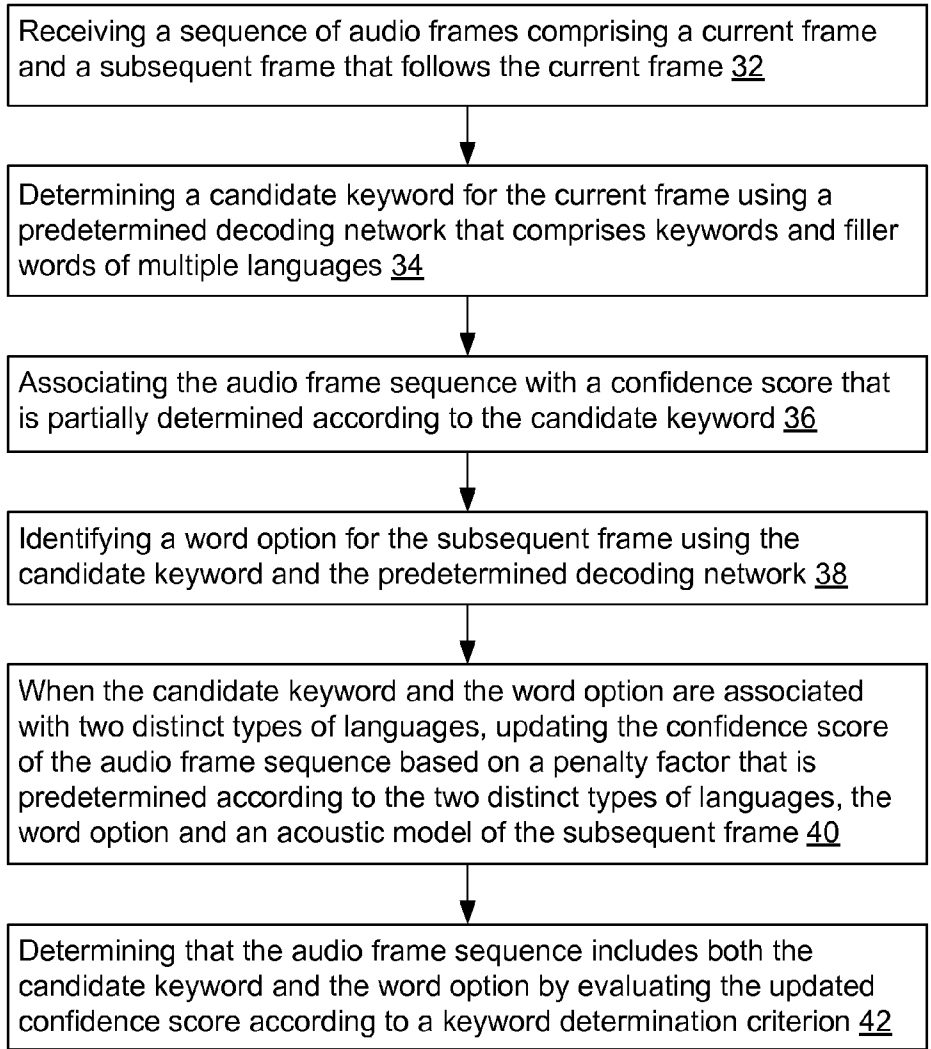 Receiving a sequence of audio frames comprising a current frame
and a subsequent frame that follows the current frame 32
Determining a candidate keyword for the current frame using a
predetermined decoding network that comprises keywords and filler
words of multiple languages 34
Associating the audio frame sequence with a confidence score that
is partially determined according to the candidate keyword 36
Identifying a word option for the subsequent frame using the
candidate keyword and the predetermined decoding network 38
When the candidate keyword and the word option are associated
with two distinct types of languages, updating the confidence score
of the audio frame sequence based on a penalty factor that is
predetermined according to the two distinct types of languages, the
word option and an acoustic model of the subsequent frame 40
Determining that the audio frame sequence includes both the
candidate keyword and the word option by evaluating the updated
confidence score according to a keyword determination criterion 42